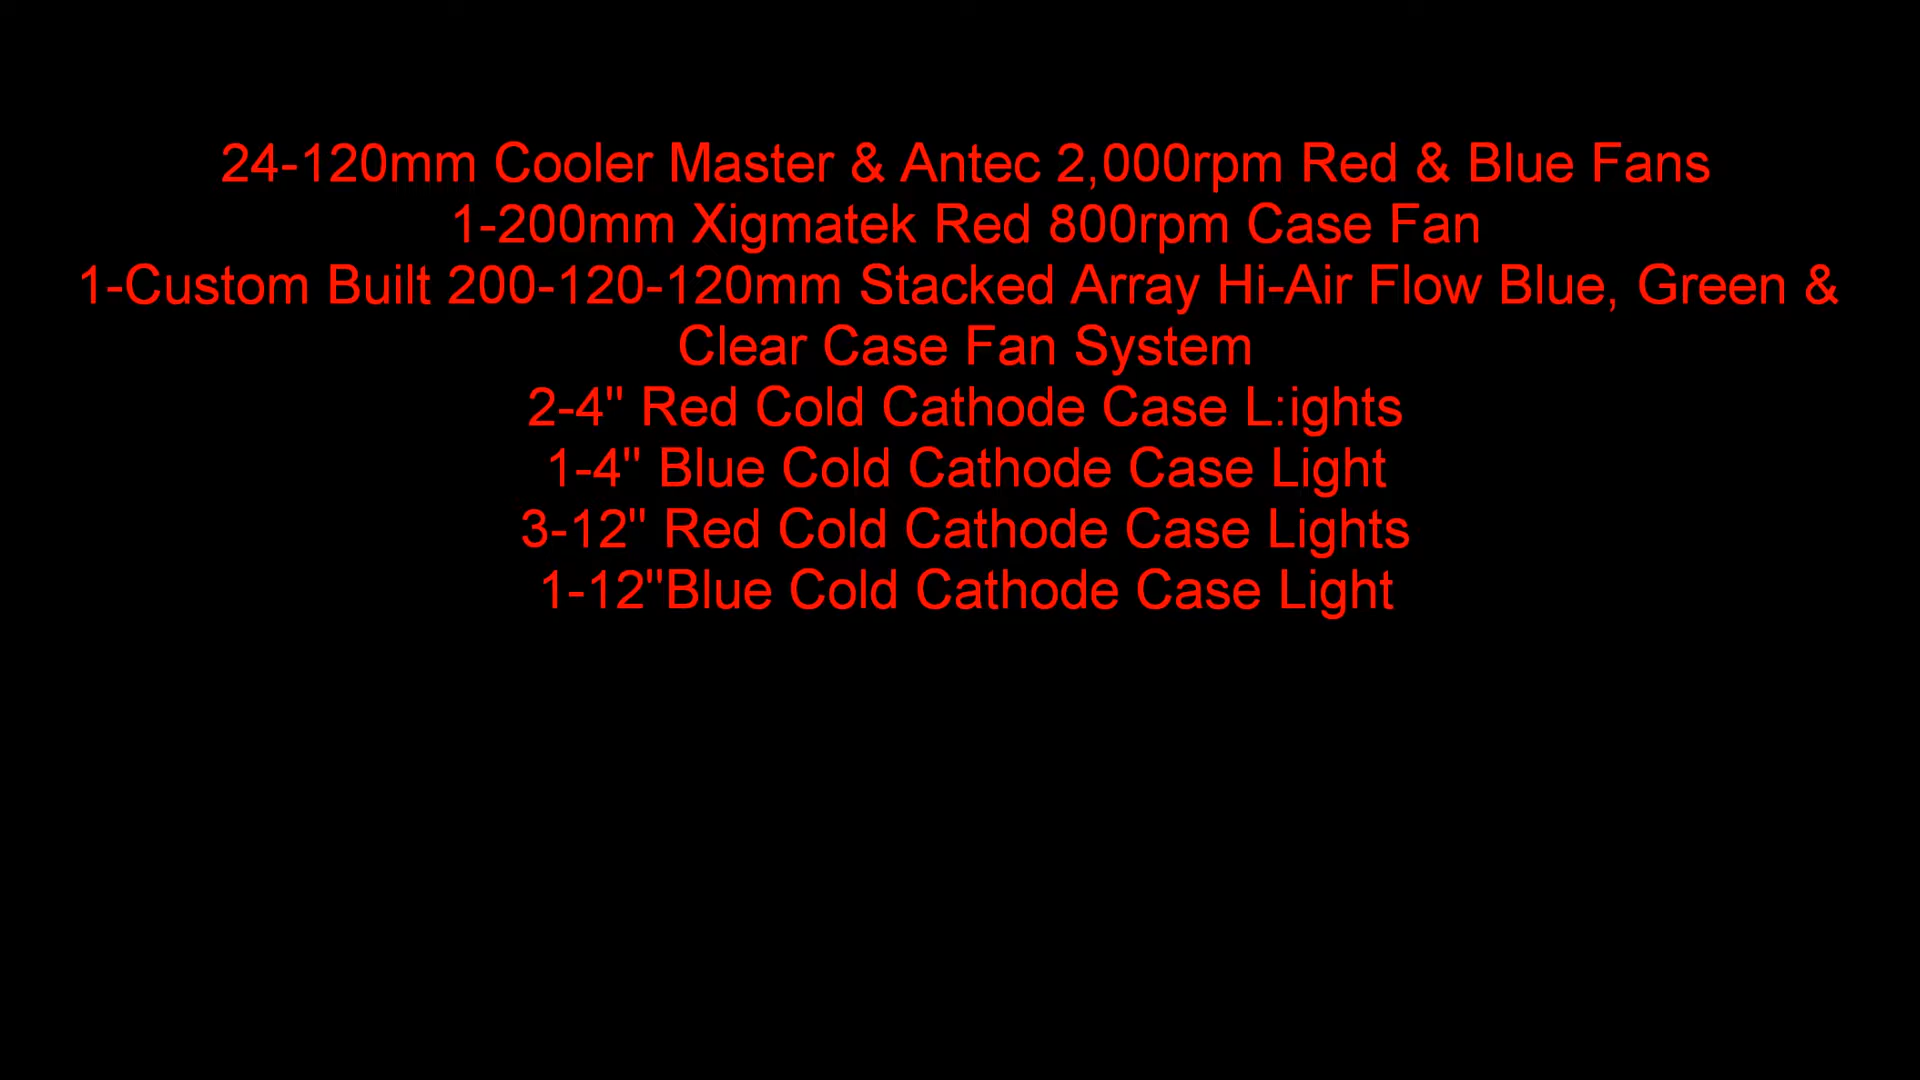 24-120mm Cooler Master & Antec 2,000rpm Red & Blue Fans
1-200mm Xigmatek Red 800rpm Case Fan
1-Custom Built 200-120-120mm Stacked Array Hi-Air Flow Blue, Green &
Clear Case Fan System
2-4" Red Cold Cathode Case L:ights
1-4" Blue Cold Cathode Case Light
3-12" Red Cold Cathode Case Lights
1-12"Blue Cold Cathode Case Light